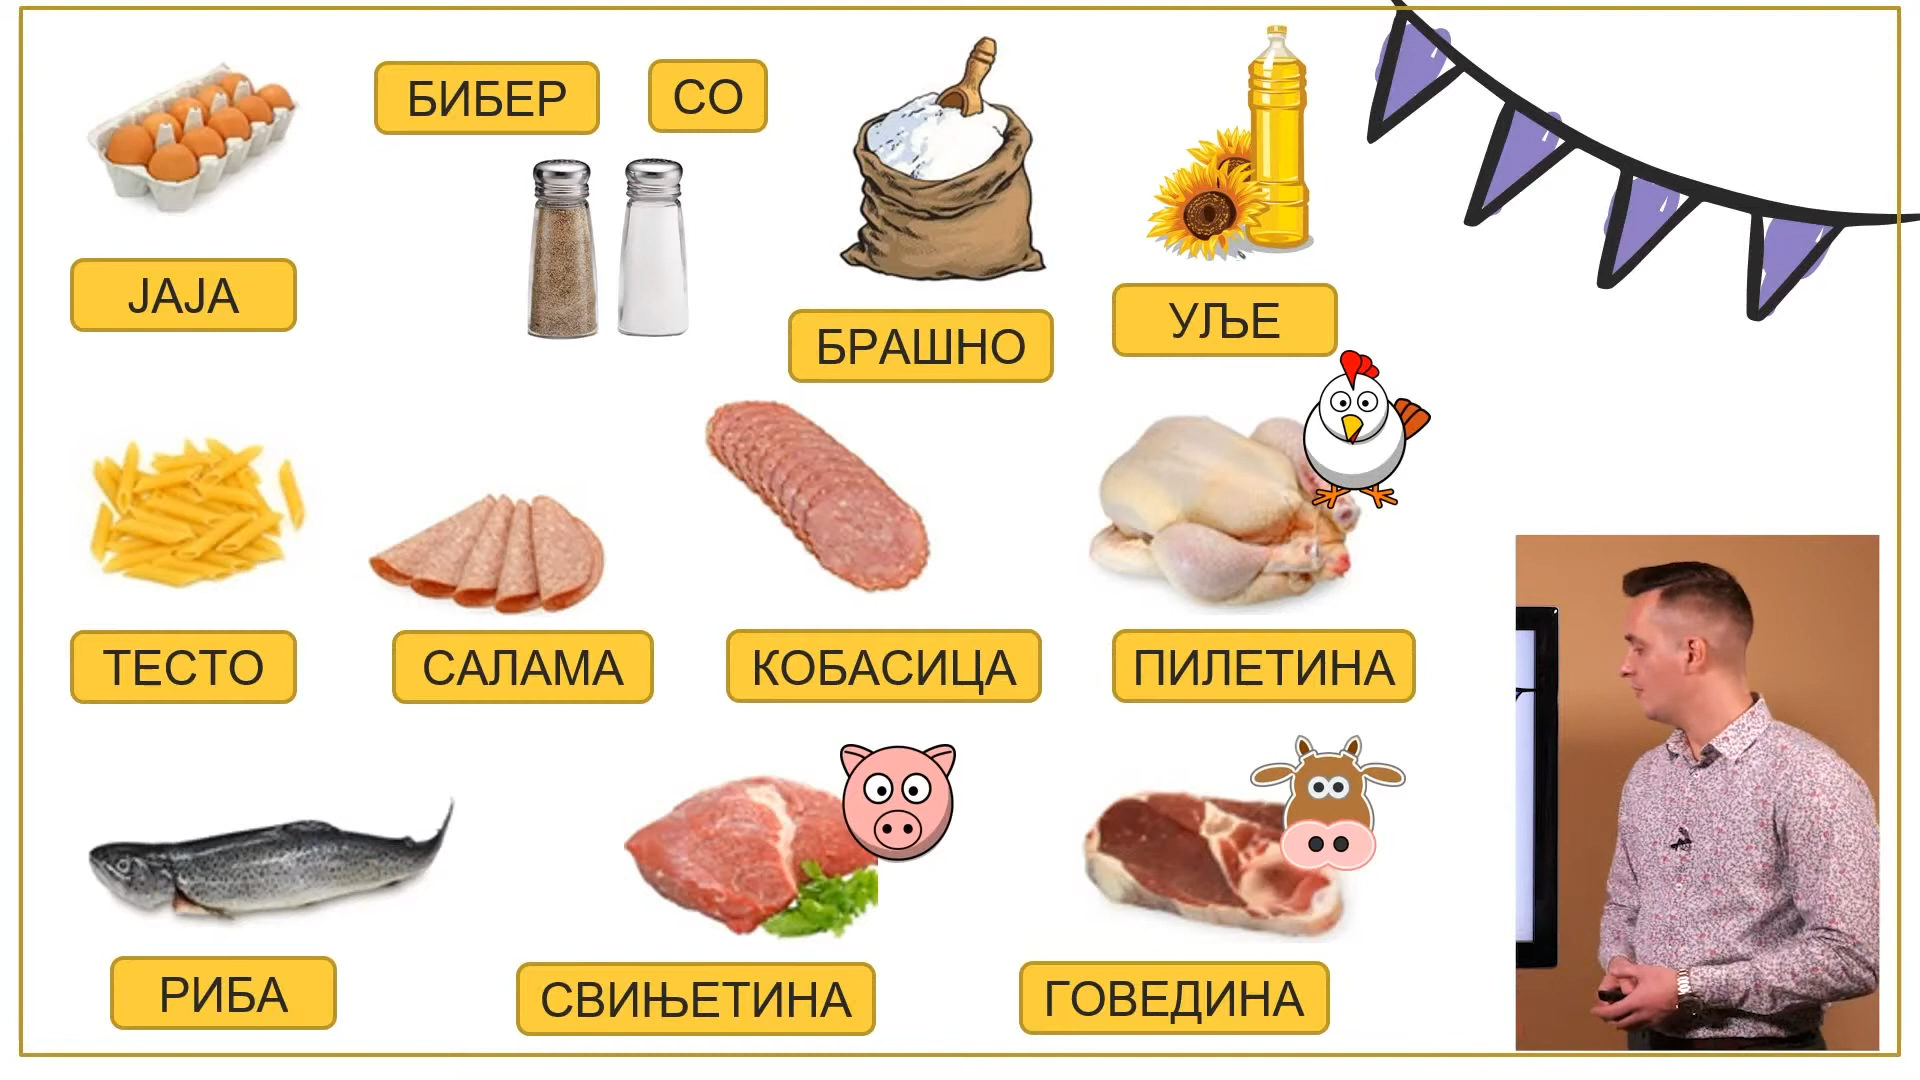 БИБЕР
СО
ЈАЈА
БРАШНО
УЉЕ
ТЕСТО
САЛАМА
КОБАСИЦА
ПИЛЕТИНА
РИБА
СВИЊЕТИНА
ГОВЕДИНА